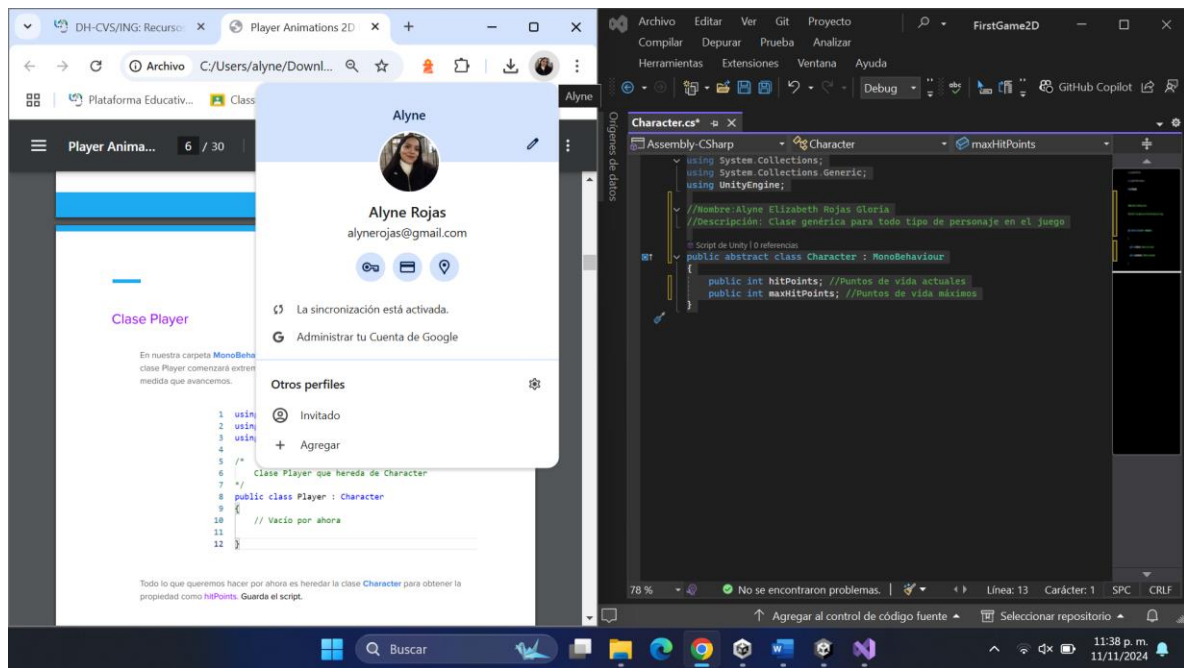 DH-CVS/ING: Recurso
Player Animations 2D
Archivo C:/Users/alyne/Downl...
Plataforma Educativ...
Class
Alyne
Player Anima... 6 / 30
Alyne
Alyne Rojas
alynerojas@gmail.com
La sincronización está activada.
Administrar tu Cuenta de Google
Otros perfiles
Invitado
Agregar
Clase Player
En nuestra carpeta MonoBeha
clase Player comenzará extren
medida que avancemos.
1 usin
2 usin
3 usin
4
5 /*
6 Clase Player que hereda de Character
7 */
8 public class Player : Character
9 {
10 // Vacío por ahora
11
12 }
Todo lo que queremos hacer por ahora es heredar la clase Character para obtener la
propiedad como hitPoints. Guarda el script.
Archivo Editar Ver Git Proyecto
FirstGame2D
Compilar Depurar Prueba Analizar
Herramientas Extensiones Ventana Ayuda
Debug
GitHub Copilot
Orígenes de datos
Character.cs*
Assembly-CSharp Character maxHitPoints
using System.Collections;
using System.Collections.Generic;
using UnityEngine;
//Nombre:Alyne Elizabeth Rojas Gloria
//Descripción: Clase genérica para todo tipo de personaje en el juego
Script de Unity | 0 referencias
public abstract class Character : MonoBehaviour
{
public int hitPoints; //Puntos de vida actuales
public int maxHitPoints; //Puntos de vida máximos
}
78 % No se encontraron problemas. Línea: 13 Carácter: 1 SPC CRLF
Agregar al control de código fuente Seleccionar repositorio
Buscar
11:38 p. m.
11/11/2024